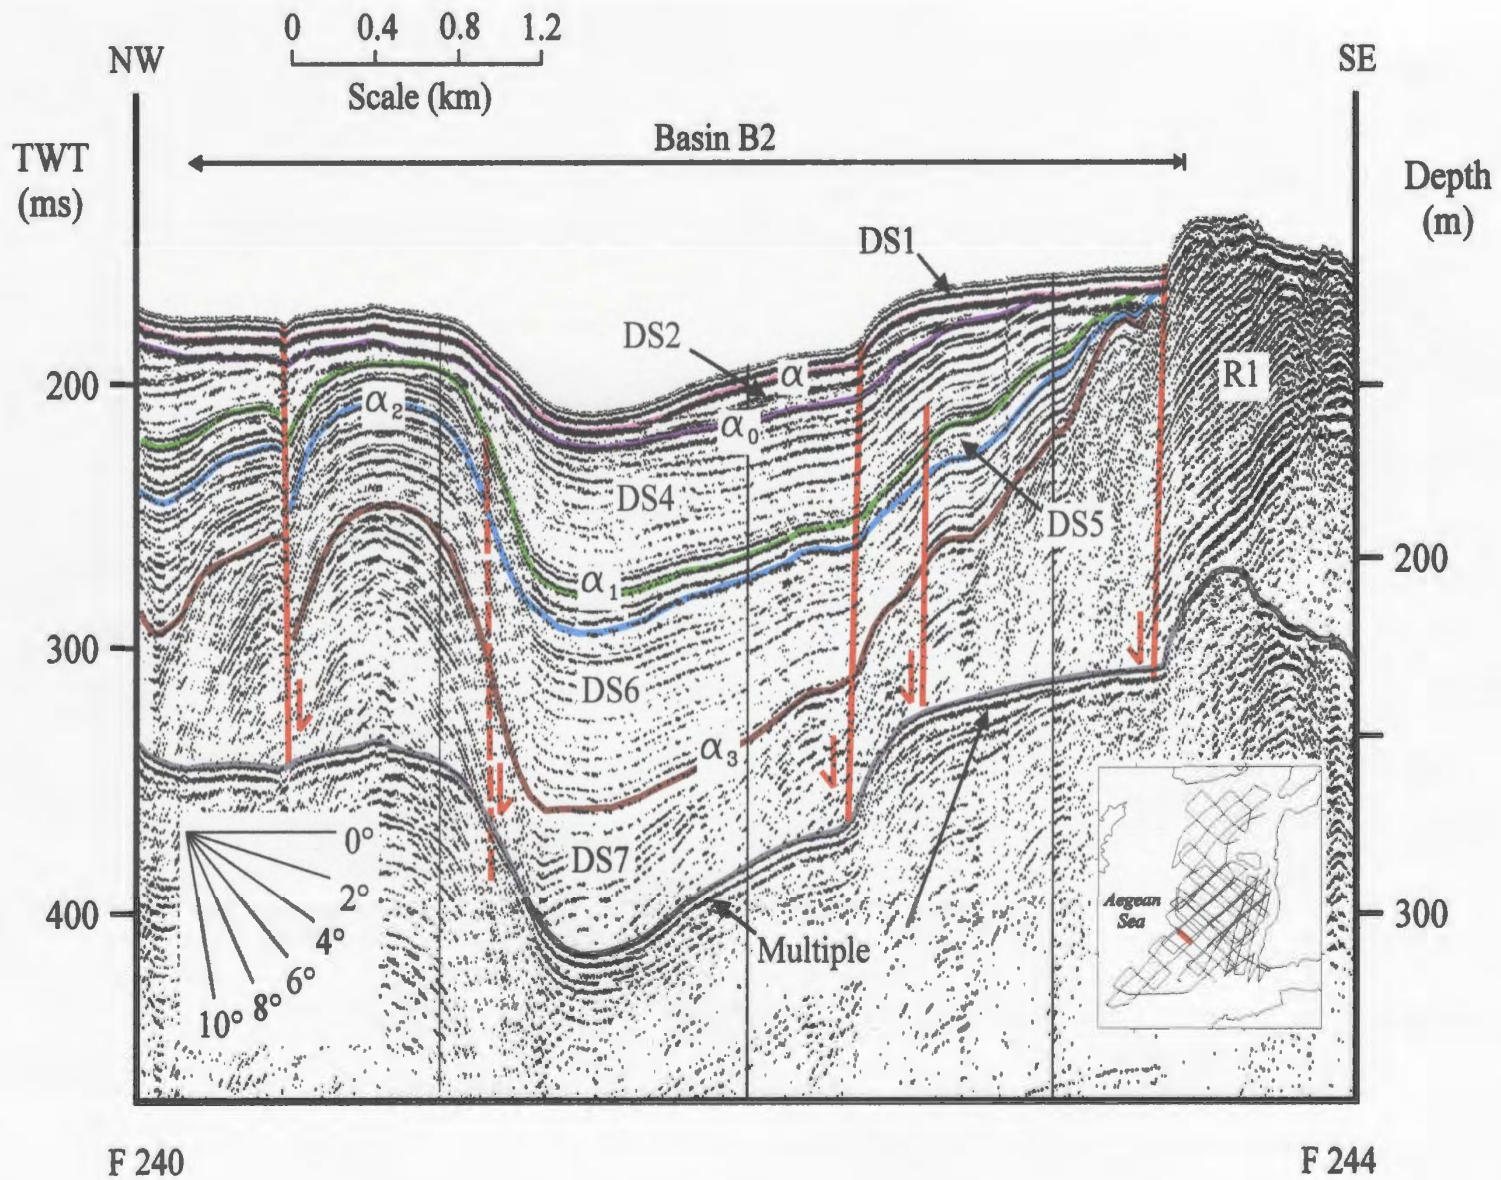 0 0.4 0.8 1.2
Scale (km)
NW
SE
TWT
(ms)
Basin B2
Depth
(m)
DS1
DS2
α
R1
200
α2
α0
DS4
DS5
200
α1
300
DS6
α3
DS7
0°
2°
4°
6°
8°
10°
400
Multiple
Aegean
Sea
300
F 240
F 244